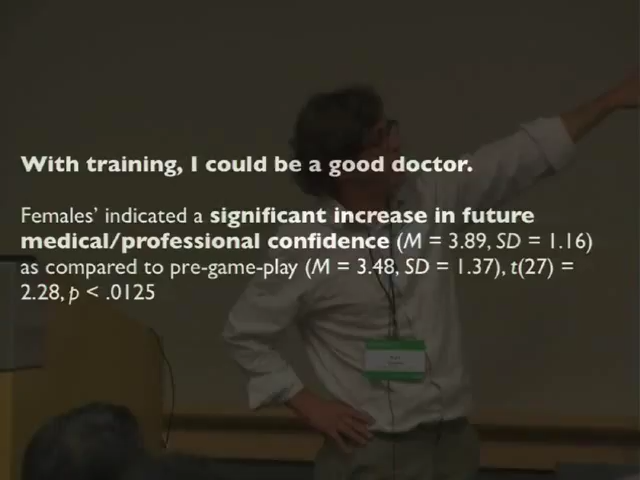 With training, I could be a good doctor.
Females' indicated a significant increase in future
medical/professional confidence (M = 3.89, SD = 1.16)
as compared to pre-game-play (M = 3.48, SD = 1.37), t(27) =
2.28, p < .0125